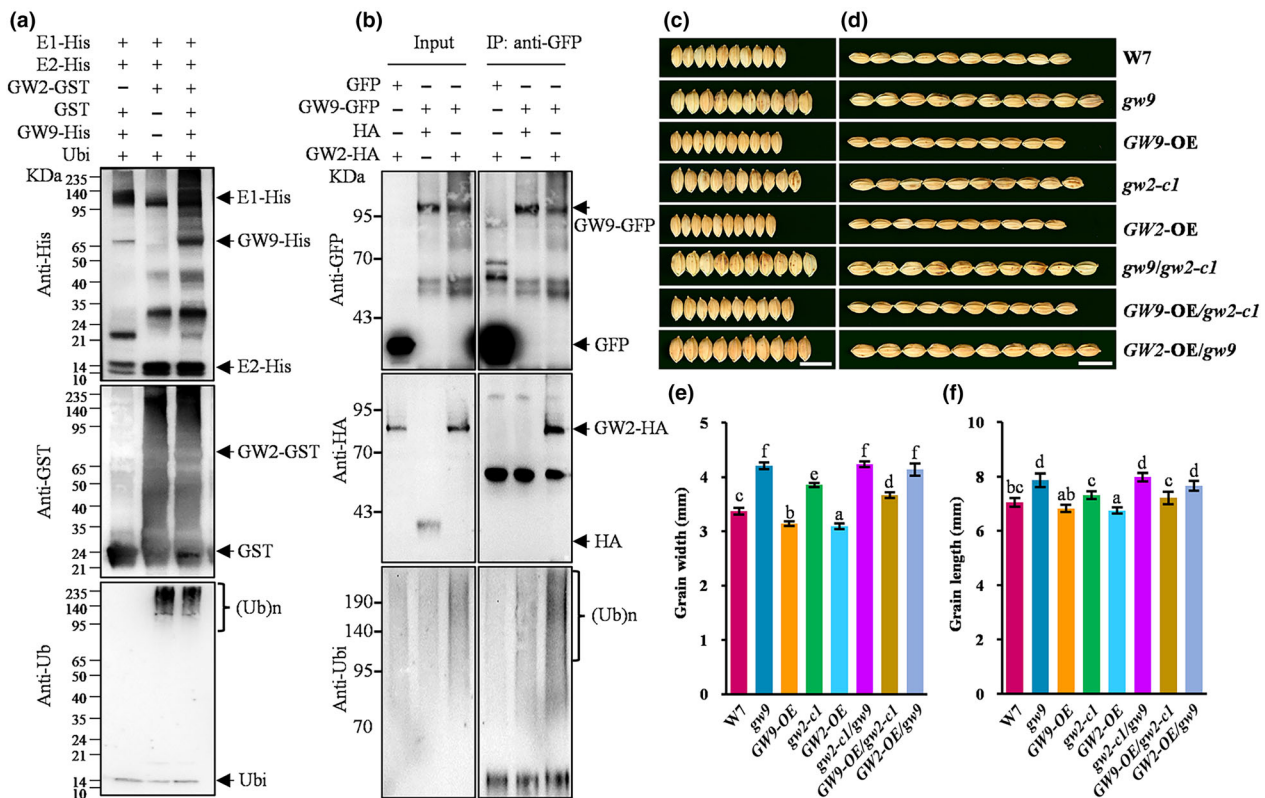 (a)
E1-His + + +
E2-His + + +
GW2-GST − + +
GST + − +
GW9-His + − +
Ubi + + +
KDa
235
140
95
65
50
40
30
24
21
14
10
Anti-His
E1-His
GW9-His
E2-His
235
140
95
65
50
40
35
30
24
21
Anti-GST
GW2-GST
GST
235
140
95
65
50
40
35
30
24
21
14
10
Anti-Ub
(Ub)n
Ubi
(b)
Input IP: anti-GFP
GFP + − − + − −
GW9-GFP − + + − + +
HA − + − − + −
GW2-HA + − + + − +
KDa
95
70
43
Anti-GFP
GW9-GFP
GFP
95
70
43
Anti-HA
GW2-HA
HA
190
140
95
70
Anti-Ubi
(Ub)n
(c) (d)
W7
gw9
GW9-OE
gw2-c1
GW2-OE
gw9/gw2-c1
GW9-OE/gw2-c1
GW2-OE/gw9
(e)
Grain width (mm)
5
4
3
2
1
0
c f b e a f d f
W7 gw9 GW9-OE gw2-c1 GW2-OE gw2-c1/gw9 GW9-OE/gw2-c1 GW2-OE/gw9
(f)
Grain length (mm)
10
8
6
4
2
0
bc d ab c a d c d
W7 gw9 GW9-OE gw2-c1 GW2-OE gw2-c1/gw9 GW9-OE/gw2-c1 GW2-OE/gw9